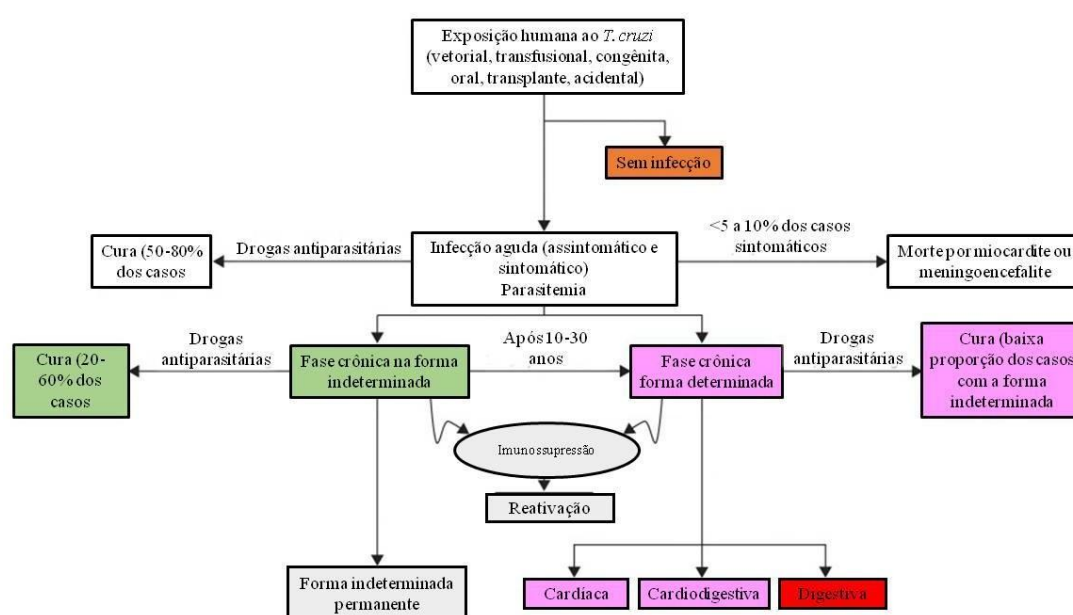 Exposição humana ao T. cruzi
(vetorial, transfusional, congênita,
oral, transplante, acidental)
Sem infecção
Cura (50-80%
dos casos
Drogas antiparasitárias
Infecção aguda (assintomático e
sintomático)
Parasitemia
<5 a 10% dos casos
sintomáticos
Morte por miocardite ou
meningoencefalite
Cura (20-
60% dos
casos
Drogas
antiparasitárias
Fase crônica na forma
indeterminada
Após 10-30
anos
Fase crônica
forma determinada
Drogas
antiparasitárias
Cura (baixa
proporção dos casos
com a forma
indeterminada
Imunossupressão
Reativação
Forma indeterminada
permanente
Cardíaca
Cardiodigestiva
Digestiva